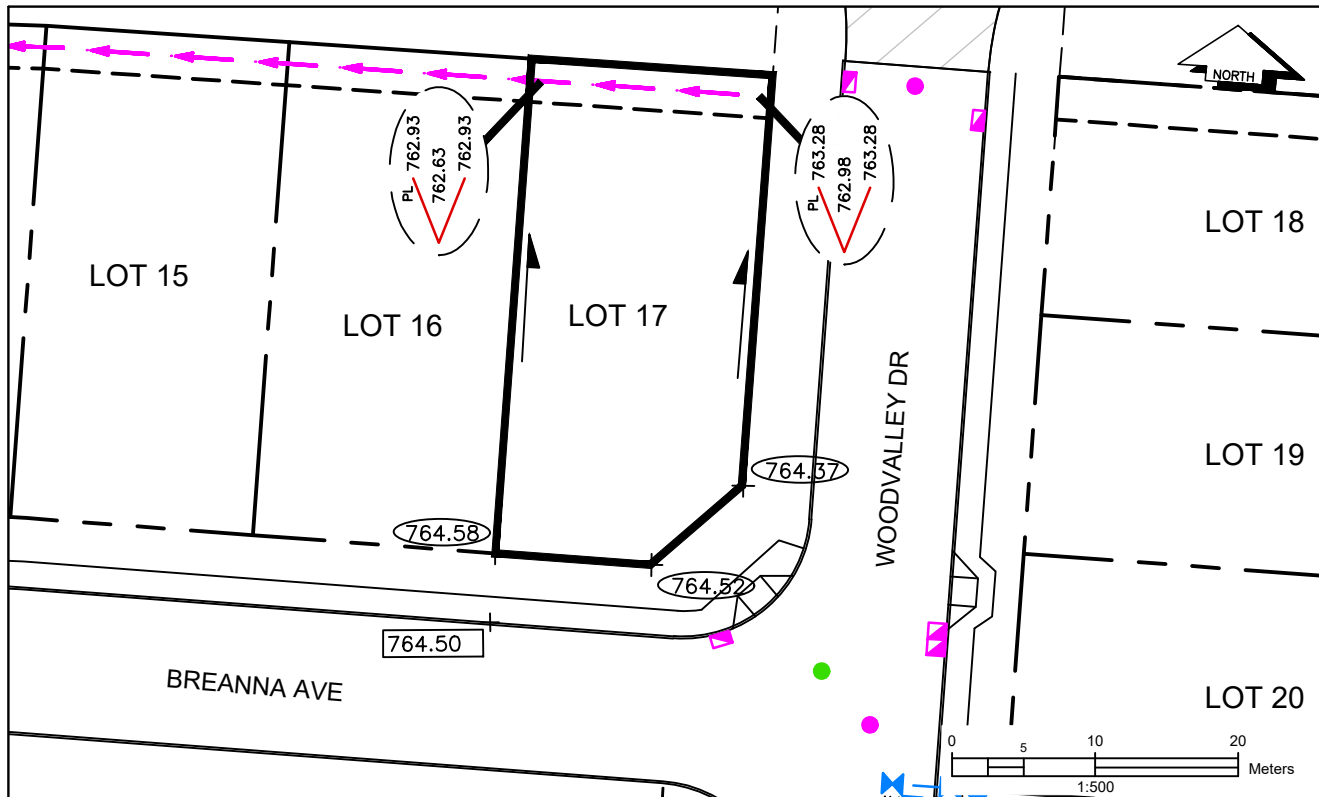 NORTH
PL 762.93
762.63
762.93
PL 763.28
762.98
763.28
LOT 15
LOT 16
LOT 17
LOT 18
WOODVALLEY DR
LOT 19
764.37
764.58
764.52
764.50
BREANNA AVE
LOT 20
0 5 10 20
Meters
1:500